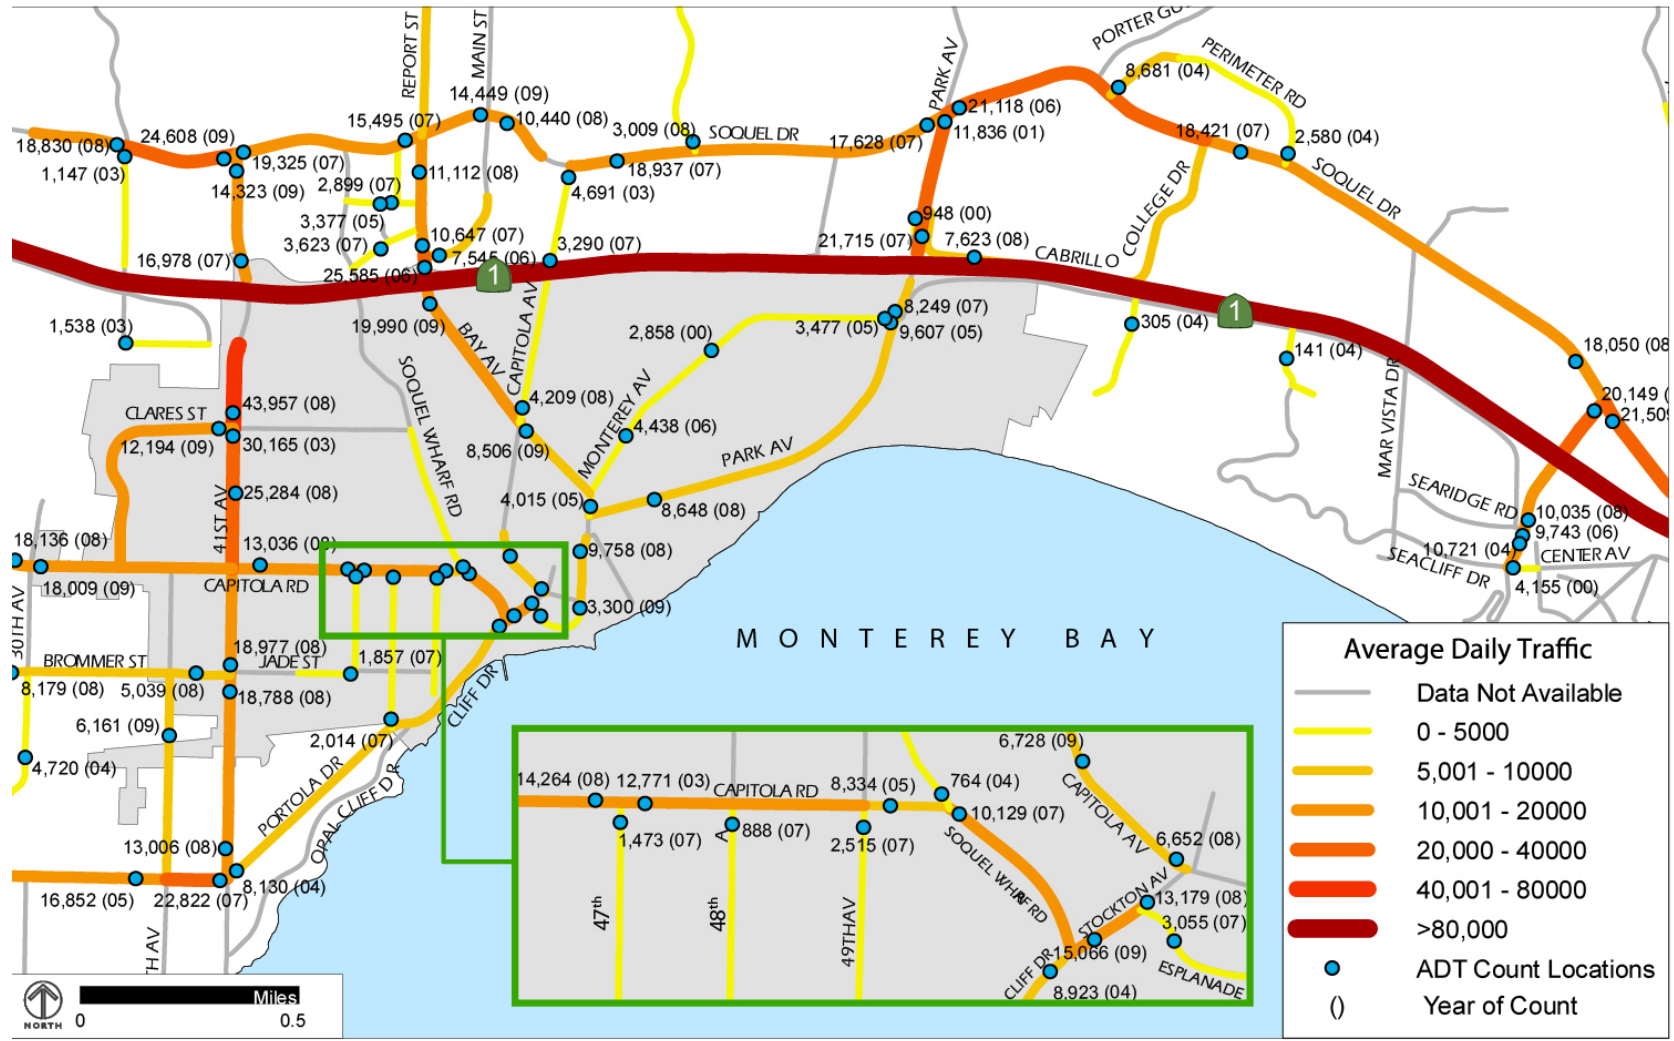 PORTER GU
REPORT ST
MAIN ST
PARK AV
PERIMETER RD
8,681 (04)
14,449 (09)
10,440 (08)
21,118 (06)
11,836 (01)
15,495 (07)
24,608 (09)
3,009 (08)
SOQUEL DR
17,628 (07)
18,421 (07)
2,580 (04)
18,830 (08)
1,147 (03)
19,325 (07)
14,323 (09)
11,112 (08)
18,937 (07)
4,691 (03)
2,899 (07)
3,377 (05)
SOQUEL DR
COLLEGE DR
948 (00)
21,715 (07)
7,623 (08)
CABRILLO
3,623 (07)
10,647 (07)
7,545 (06)
3,290 (07)
16,978 (07)
25,585 (06)
1
1
1,538 (03)
19,990 (09)
BAY AV
CAPITOLA AV
2,858 (00)
3,477 (05)
8,249 (07)
9,607 (05)
305 (04)
141 (04)
18,050 (08
MAR VISTA DR
20,149 (
21,509
SOQUEL WHARF RD
CLARES ST
43,957 (08)
12,194 (09)
30,165 (03)
4,209 (08)
8,506 (09)
MONTEREY AV
4,438 (06)
PARK AV
25,284 (08)
41ST AV
4,015 (05)
8,648 (08)
SEARIDGE RD
10,035 (08)
9,743 (06)
10,721 (04)
CENTER AV
SEACLIFF DR
4,155 (00)
18,136 (08)
13,036 (08)
9,758 (08)
18,009 (09)
CAPITOLA RD
3,300 (09)
30TH AV
MONTEREY BAY
BROMMER ST
18,977 (08)
JADE ST
1,857 (07)
8,179 (08)
5,039 (08)
18,788 (08)
CLIFF DR
6,161 (09)
2,014 (07)
4,720 (04)
PORTOLA DR
OPAL CLIFF DR
13,006 (08)
8,130 (04)
16,852 (05)
22,822 (07)
TH AV
6,728 (09)
CAPITOLA AV
14,264 (08)
12,771 (03)
CAPITOLA RD
8,334 (05)
764 (04)
10,129 (07)
1,473 (07)
A
888 (07)
2,515 (07)
6,652 (08)
SOQUEL WHARF RD
STOCKTON AV
13,179 (08)
3,055 (07)
47th
48th
49TH AV
15,066 (09)
CLIFF DR
8,923 (04)
ESPLANADE
Average Daily Traffic
Data Not Available
0 - 5000
5,001 - 10000
10,001 - 20000
20,000 - 40000
40,001 - 80000
>80,000
ADT Count Locations
() Year of Count
NORTH
Miles
0 0.5